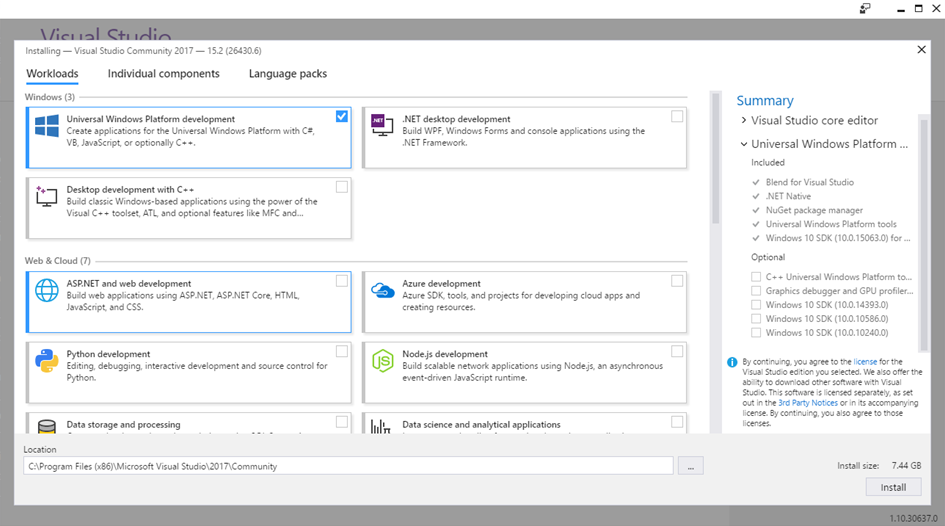 Visual Studio
Installing — Visual Studio Community 2017 — 15.2 (26430.6)
Workloads
Individual components
Language packs
Windows (3)
Universal Windows Platform development
Create applications for the Universal Windows Platform with C#,
VB, JavaScript, or optionally C++.
.NET
.NET desktop development
Build WPF, Windows Forms and console applications using the
.NET Framework.
Desktop development with C++
Build classic Windows-based applications using the power of the
Visual C++ toolset, ATL, and optional features like MFC and...
Web & Cloud (7)
ASP.NET and web development
Build web applications using ASP.NET, ASP.NET Core, HTML,
JavaScript, and CSS.
Azure development
Azure SDK, tools, and projects for developing cloud apps and
creating resources.
Python development
Editing, debugging, interactive development and source control for
Python.
JS
Node.js development
Build scalable network applications using Node.js, an asynchronous
event-driven JavaScript runtime.
Data storage and processing
Data science and analytical applications
Summary
Visual Studio core editor
Universal Windows Platform ...
Included
Blend for Visual Studio
.NET Native
NuGet package manager
Universal Windows Platform tools
Windows 10 SDK (10.0.15063.0) for ...
Optional
C++ Universal Windows Platform to...
Graphics debugger and GPU profiler...
Windows 10 SDK (10.0.14393.0)
Windows 10 SDK (10.0.10586.0)
Windows 10 SDK (10.0.10240.0)
By continuing, you agree to the license for the
Visual Studio edition you selected. We also offer the
ability to download other software with Visual
Studio. This software is licensed separately, as set
out in the 3rd Party Notices or in its accompanying
license. By continuing, you also agree to those
licenses.
Location
C:\Program Files (x86)\Microsoft Visual Studio\2017\Community
...
Install size: 7.44 GB
Install
1.10.30637.0